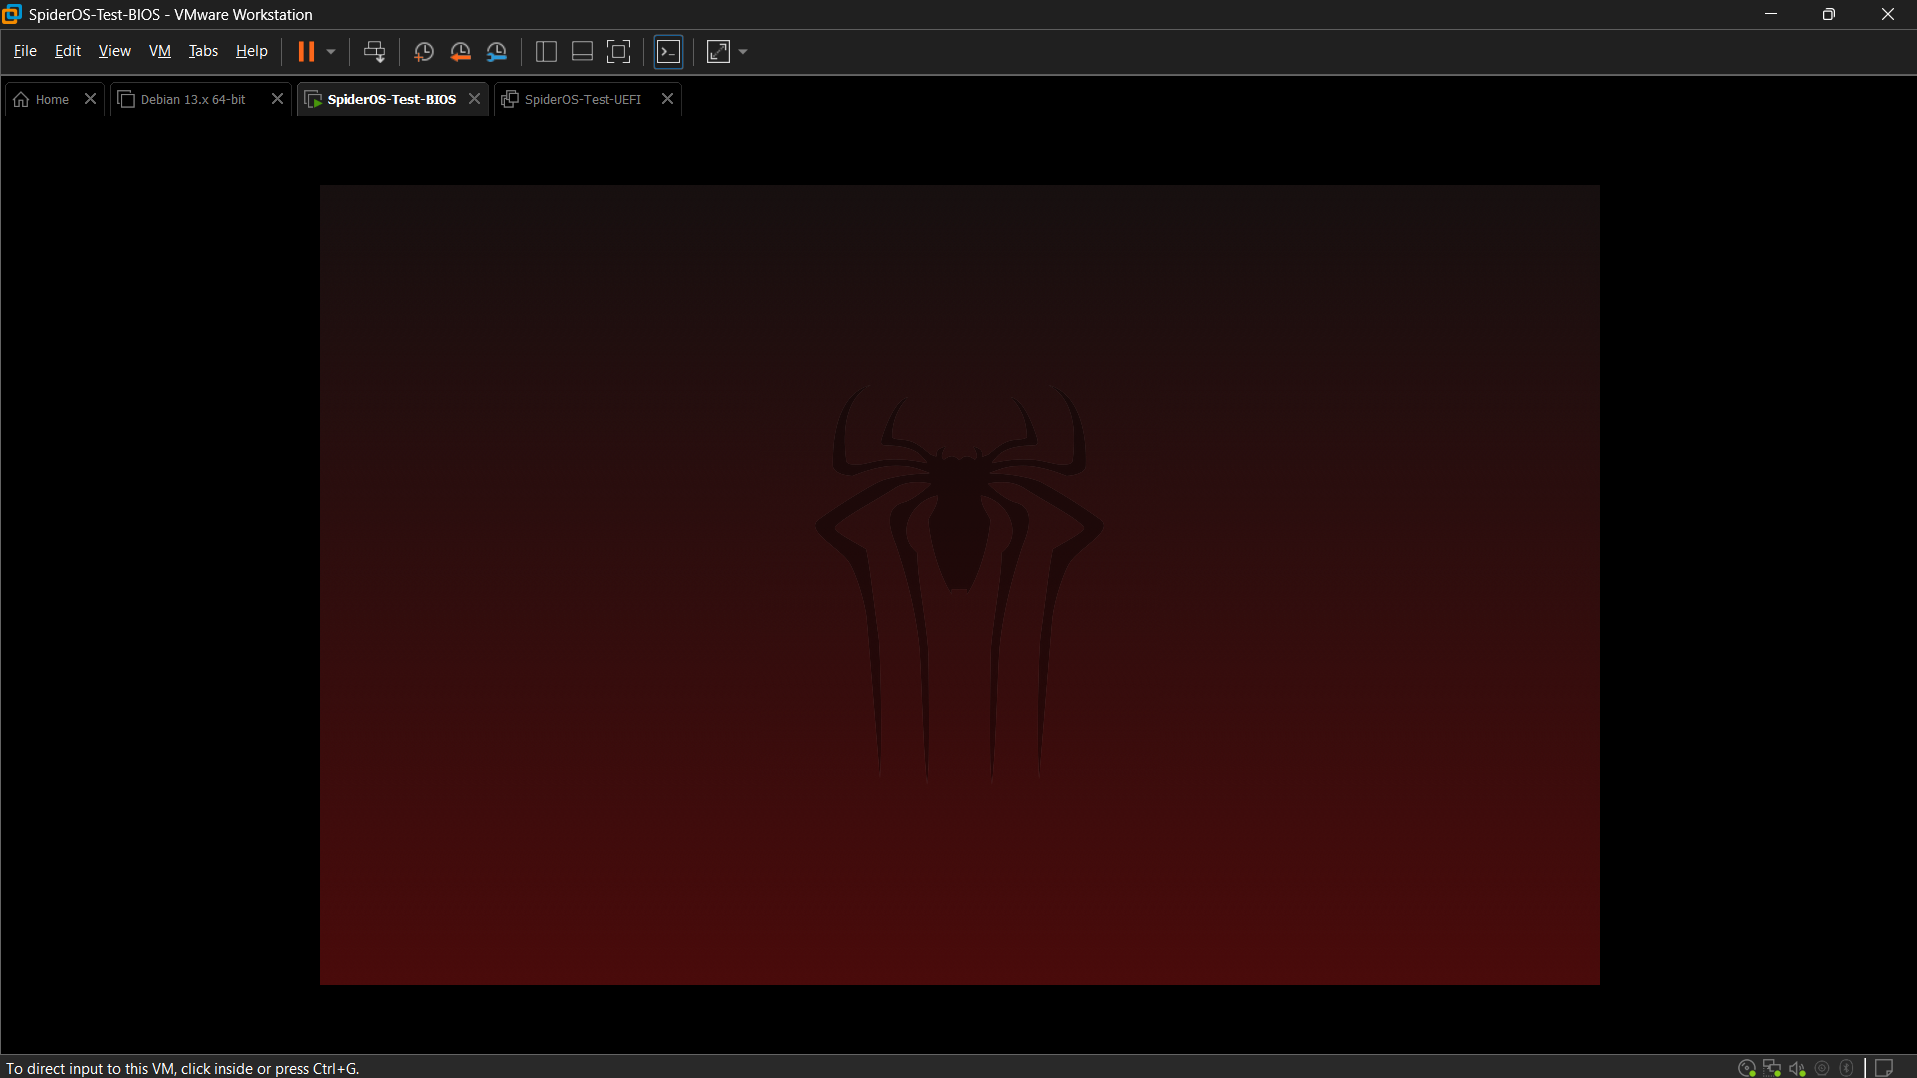 SpiderOS-Test-BIOS - VMware Workstation
File Edit View VM Tabs Help
Home Debian 13.x 64-bit SpiderOS-Test-BIOS SpiderOS-Test-UEFI
To direct input to this VM, click inside or press Ctrl+G.